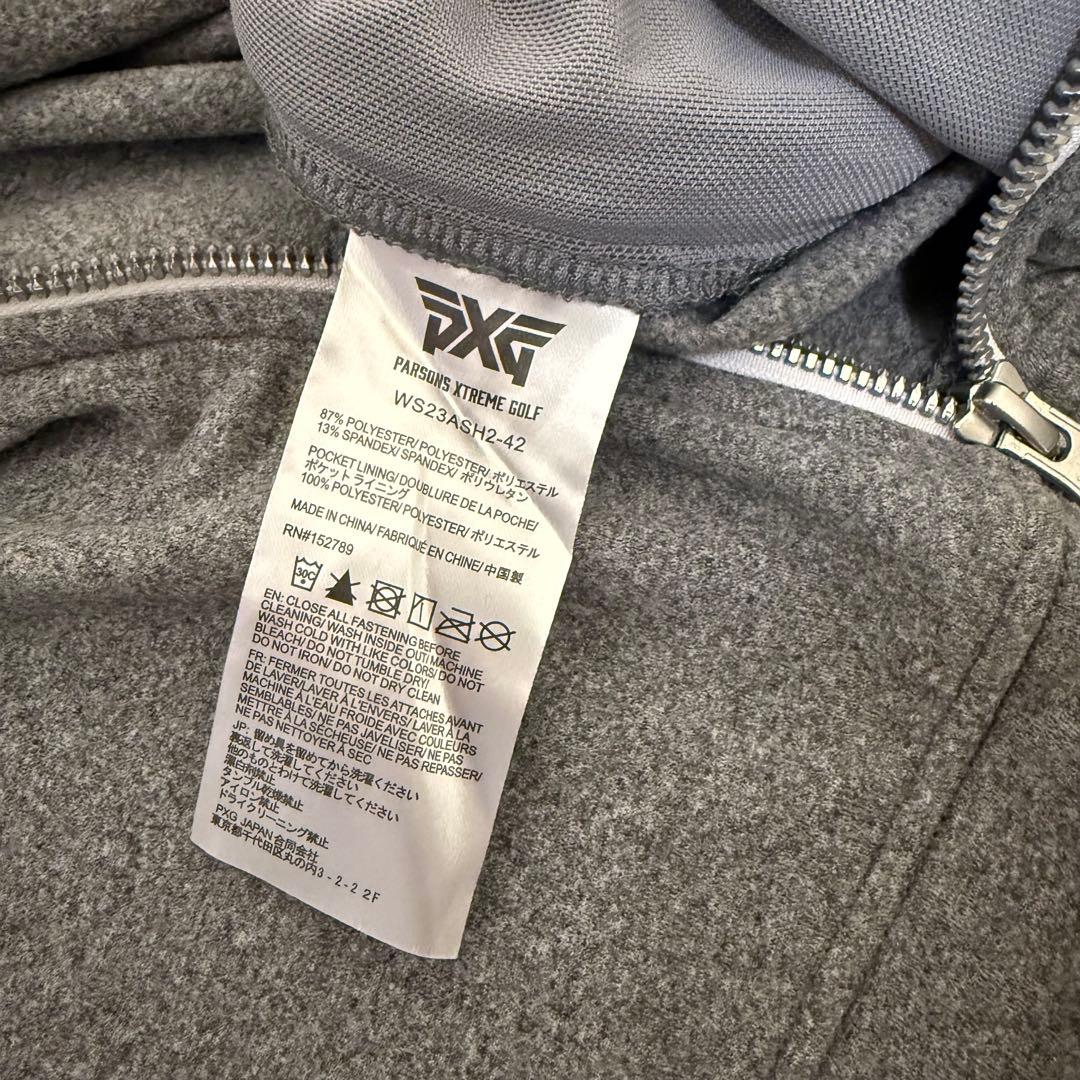 PXG
PARSONS XTREME GOLF
WS23ASH2-42
87% POLYESTER/ POLYESTER/ ポリエステル
13% SPANDEX/ SPANDEX/ ポリウレタン
POCKET LINING/ DOUBLURE DE LA POCHE/
ポケットライニング
100% POLYESTER/ POLYESTER/ ポリエステル
MADE IN CHINA/ FABRIQUÉ EN CHINE/ 中国製
RN#152789
30C
EN: CLOSE ALL FASTENING BEFORE
CLEANING/ WASH INSIDE OUT/ MACHINE
WASH COLD WITH LIKE COLORS/ DO NOT
BLEACH/ DO NOT TUMBLE DRY/
DO NOT IRON/ DO NOT DRY CLEAN
FR: FERMER TOUTES LES ATTACHES AVANT
DE LAVER/LAVER À L'ENVERS/ LAVER À LA
MACHINE À L'EAU FROIDE AVEC COULEURS
SEMBLABLES/ NE PAS JAVELISER/ NE PAS
METTRE À LA SÉCHEUSE/ NE PAS REPASSER/
NE PAS NETTOYER À SEC
JP: 留め具を留めてから洗濯ください
裏返して洗濯してください
他のものとわけて洗濯してください
漂白剤禁止
タンブル乾燥禁止
アイロン禁止
ドライクリーニング禁止
PXG JAPAN 合同会社
東京都千代田区丸の内3-2-2 2F